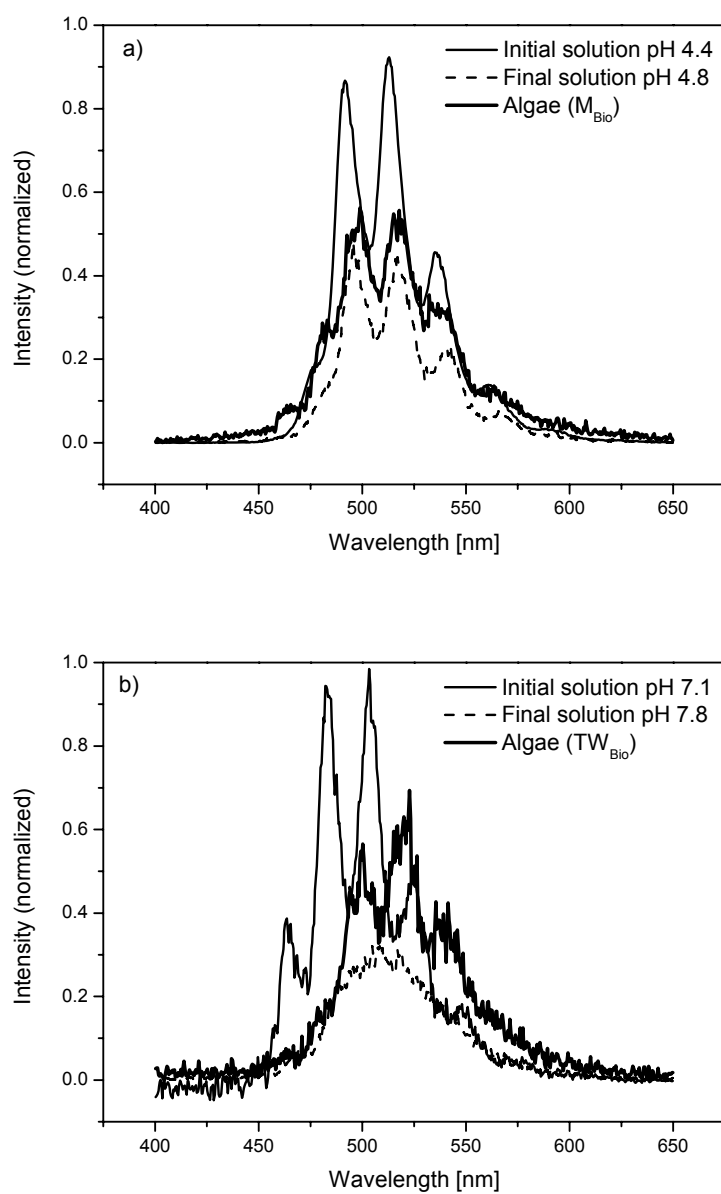 a)
Initial solution pH 4.4
Final solution pH 4.8
Algae (M_Bio)
Intensity (normalized)
1.0
0.8
0.6
0.4
0.2
0.0
400 450 500 550 600 650
Wavelength [nm]
b)
Initial solution pH 7.1
Final solution pH 7.8
Algae (TW_Bio)
Intensity (normalized)
1.0
0.8
0.6
0.4
0.2
0.0
400 450 500 550 600 650
Wavelength [nm]